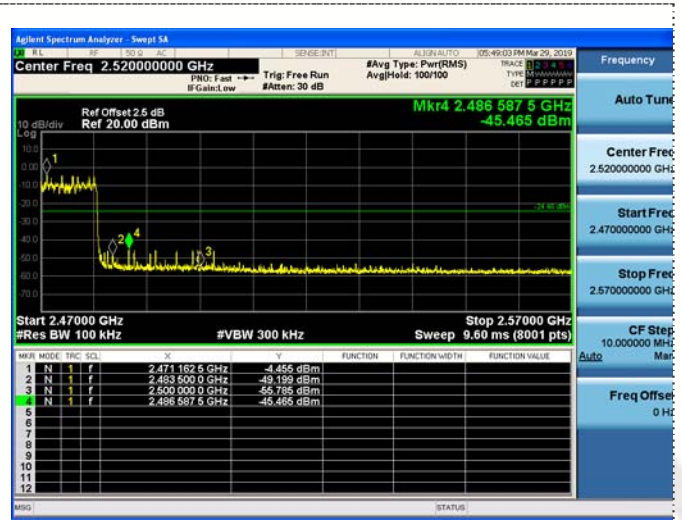 Agilent Spectrum Analyzer - Swept SA
RL RF 50 Ω AC SENSE:INT ALIGN AUTO 05:49:03 PM Mar 29, 2019
Center Freq 2.520000000 GHz
PNO: Fast
IFGain:Low
Trig: Free Run
#Atten: 30 dB
#Avg Type: Pwr(RMS)
Avg|Hold: 100/100
TRACE 1 2 3 4 5 6
TYPE M
DET P P P P P P
Frequency
Auto Tune
Center Freq
2.520000000 GHz
Start Freq
2.470000000 GHz
Stop Freq
2.570000000 GHz
CF Step
10.000000 MHz
Auto Man
Freq Offset
0 Hz
Ref Offset 2.5 dB
10 dB/div Ref 20.00 dBm
Log
Mkr4 2.486 587 5 GHz
-45.465 dBm
10.0
0.00
-10.0
-20.0
-30.0
-40.0
-50.0
-60.0
-70.0
1
2
4
3
Start 2.47000 GHz Stop 2.57000 GHz
#Res BW 100 kHz #VBW 300 kHz Sweep 9.60 ms (8001 pts)
MKR MODE TRC SCL X Y FUNCTION FUNCTION WIDTH FUNCTION VALUE
1 N 1 f 2.471 162 5 GHz -4.455 dBm
2 N 1 f 2.483 500 0 GHz -49.199 dBm
3 N 1 f 2.500 000 0 GHz -55.785 dBm
4 N 1 f 2.486 587 5 GHz -45.465 dBm
5
6
7
8
9
10
11
12
MSG STATUS